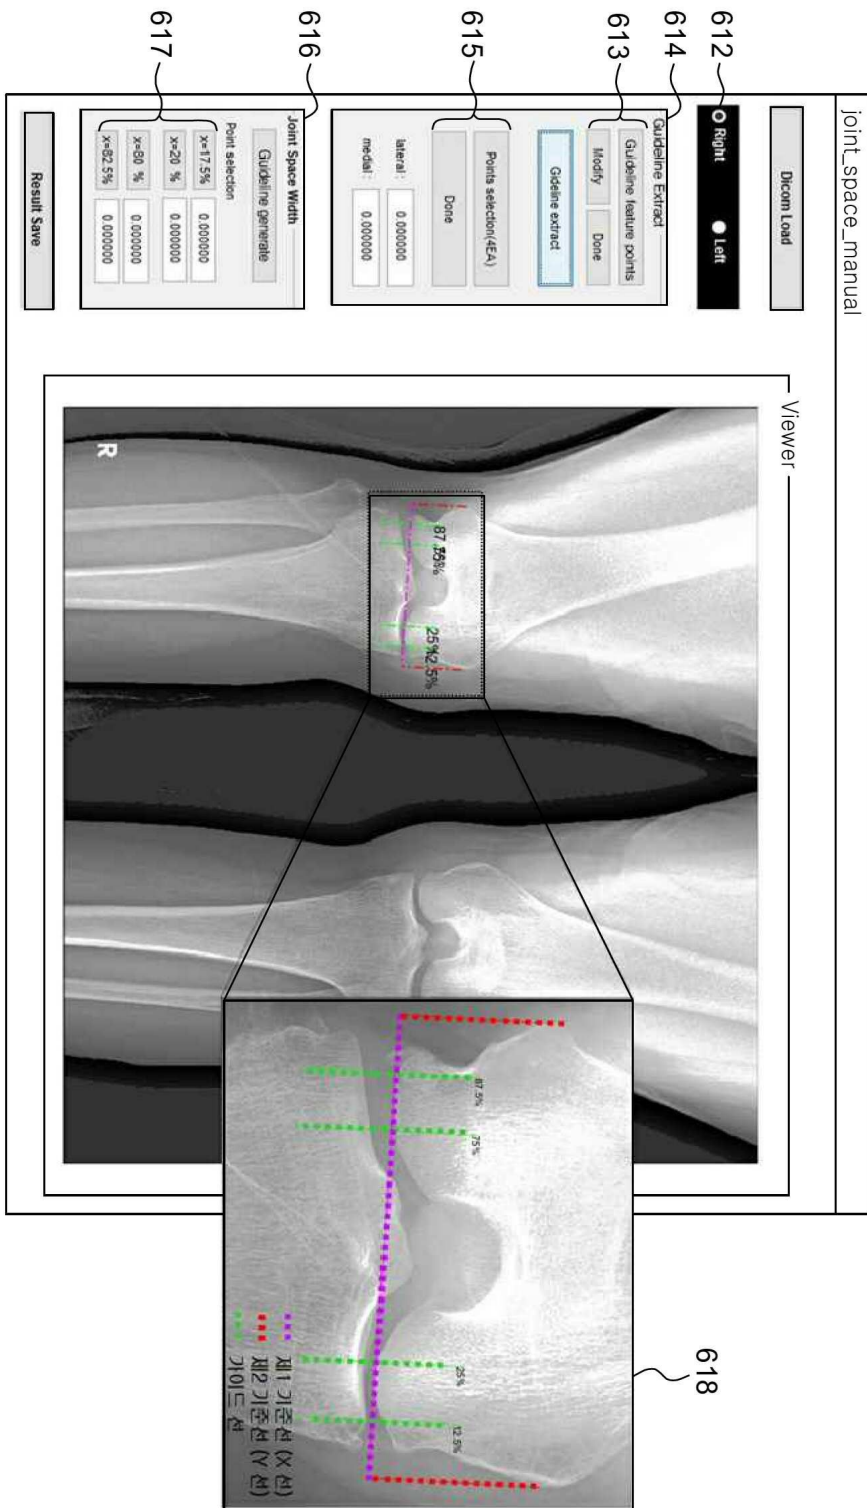 joint_space_manual
Dicom Load
Right
Left
Guideline Extract
Guideline feature points
Modify
Done
Gideline extract
Points selection(4EA)
Done
lateral :
0.000000
medial :
0.000000
Joint Space Width
Guideline generate
Point selection
x=17.5%
0.000000
x=20 %
0.000000
x=80 %
0.000000
x=82.5%
0.000000
Result Save
612
614
613
615
616
617
Viewer
R
25%
87.5%
75%
25%
12.5%
제1 기준선 (X 선)
제2 기준선 (Y 선)
가이드 선
618